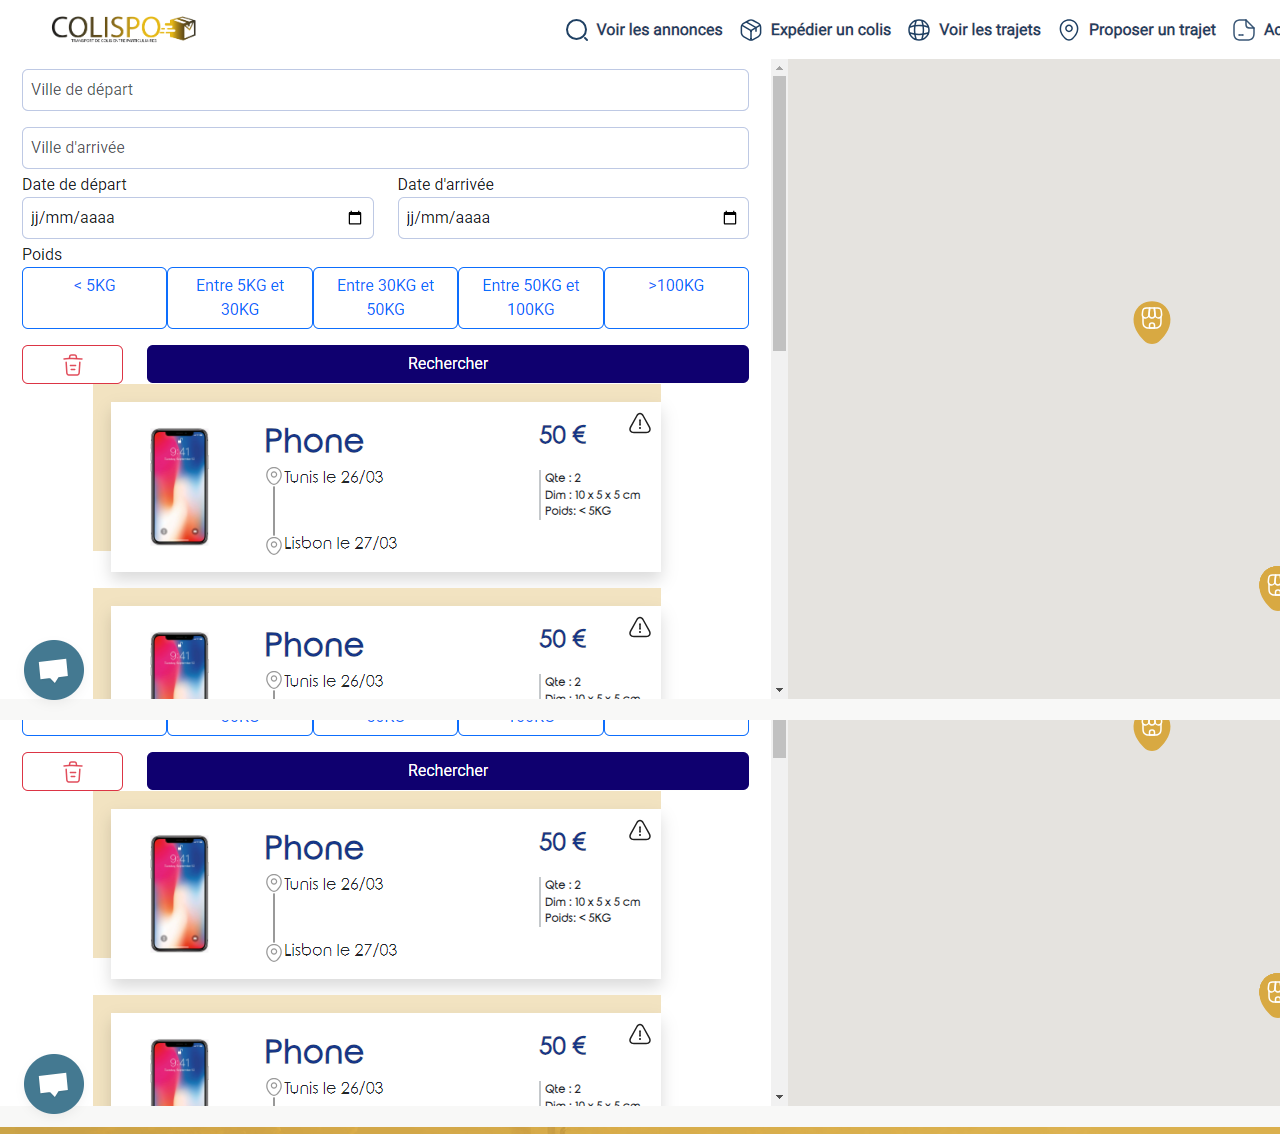 COLISPO
TRANSPORT DE COLIS ENTRE PARTICULIERS
Voir les annonces
Expédier un colis
Voir les trajets
Proposer un trajet
Ville de départ
Ville d'arrivée
Date de départ
Date d'arrivée
jj/mm/aaaa
jj/mm/aaaa
Poids
< 5KG
Entre 5KG et 30KG
Entre 30KG et 50KG
Entre 50KG et 100KG
>100KG
Rechercher
9:41
Phone
50 €
Tunis le 26/03
Qte : 2
Dim : 10 x 5 x 5 cm
Poids: < 5KG
Lisbon le 27/03
9:41
Phone
50 €
Tunis le 26/03
Qte : 2
Dim : 10 x 5 x 5 cm
30KG
50KG
100KG
Rechercher
9:41
Phone
50 €
Tunis le 26/03
Qte : 2
Dim : 10 x 5 x 5 cm
Poids: < 5KG
Lisbon le 27/03
9:41
Phone
50 €
Tunis le 26/03
Qte : 2
Dim : 10 x 5 x 5 cm